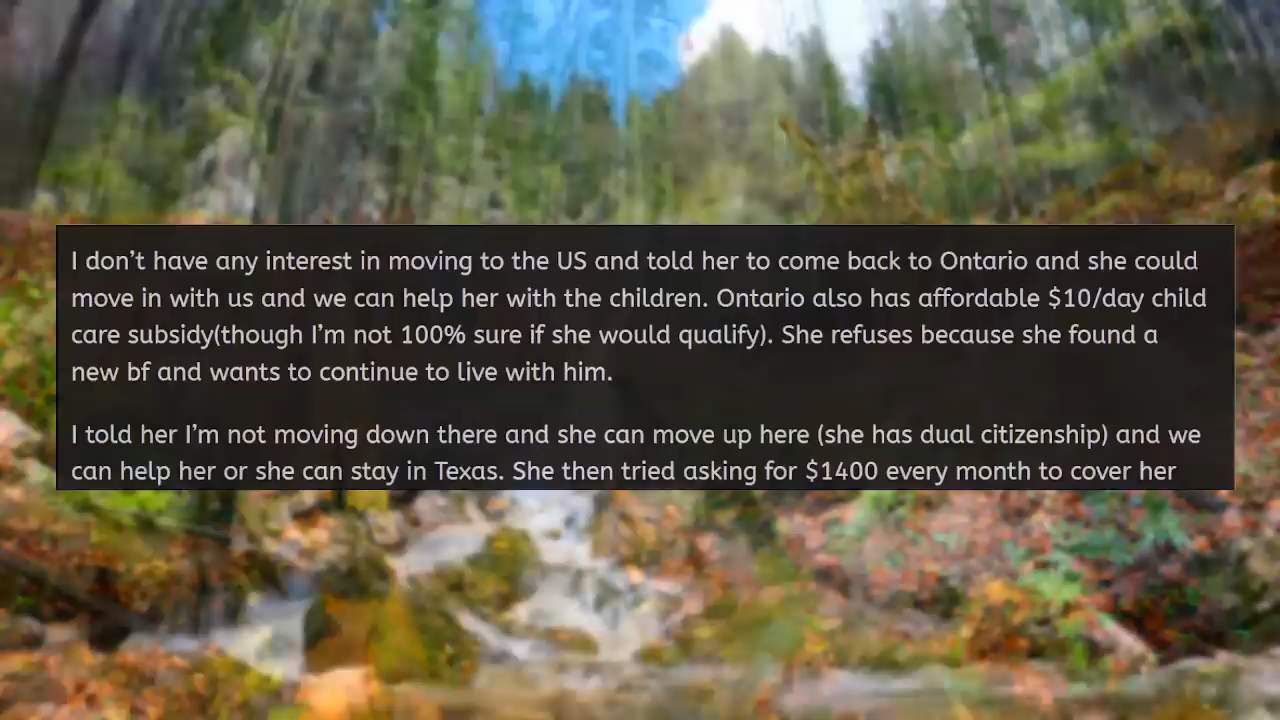 I don’t have any interest in moving to the US and told her to come back to Ontario and she could
move in with us and we can help her with the children. Ontario also has affordable $10/day child
care subsidy(though I’m not 100% sure if she would qualify). She refuses because she found a
new bf and wants to continue to live with him.
I told her I’m not moving down there and she can move up here (she has dual citizenship) and we
can help her or she can stay in Texas. She then tried asking for $1400 every month to cover her